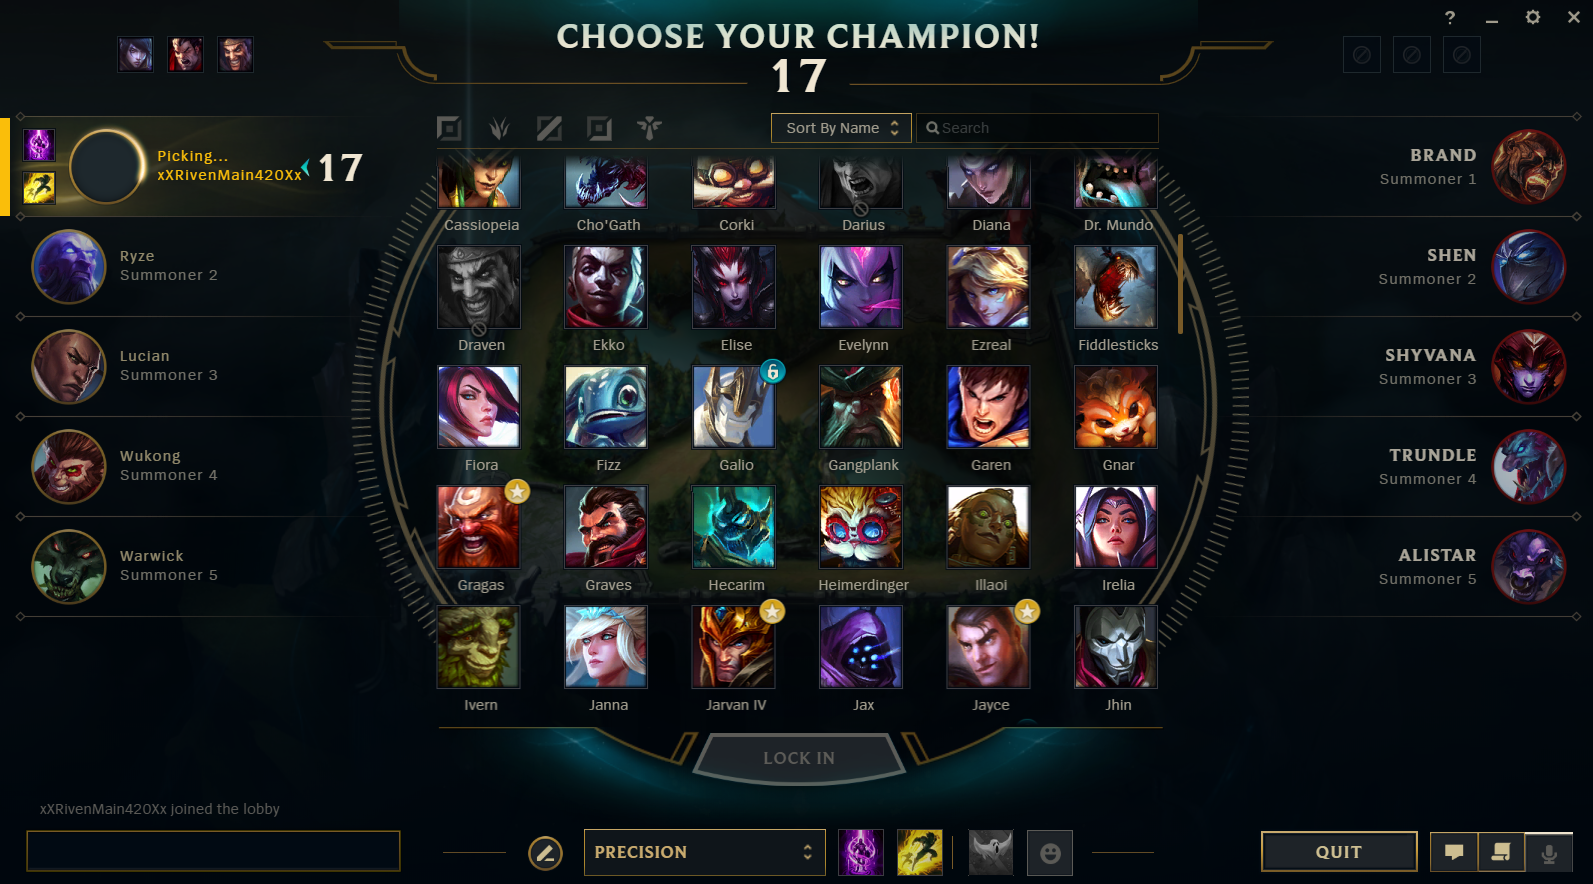 CHOOSE YOUR CHAMPION!
17
?
Sort By Name
Search
Picking...
xXRivenMain420Xx
17
Ryze
Summoner 2
Lucian
Summoner 3
Wukong
Summoner 4
Warwick
Summoner 5
Cassiopeia
Cho'Gath
Corki
Darius
Diana
Dr. Mundo
Draven
Ekko
Elise
Evelynn
Ezreal
Fiddlesticks
6
Fiora
Fizz
Galio
Gangplank
Garen
Gnar
Gragas
Graves
Hecarim
Heimerdinger
Illaoi
Irelia
Ivern
Janna
Jarvan IV
Jax
Jayce
Jhin
BRAND
Summoner 1
SHEN
Summoner 2
SHYVANA
Summoner 3
TRUNDLE
Summoner 4
ALISTAR
Summoner 5
LOCK IN
xXRivenMain420Xx joined the lobby
PRECISION
QUIT